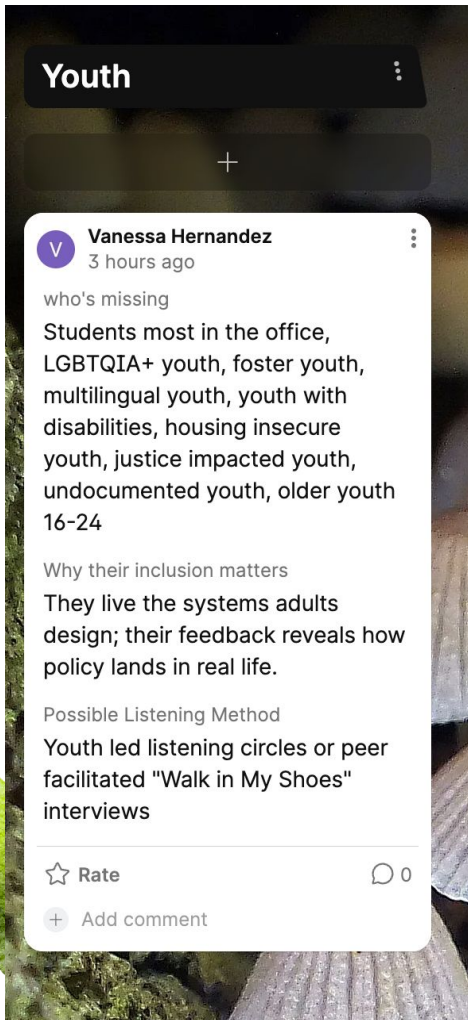 Youth
V
Vanessa Hernandez
3 hours ago
who's missing
Students most in the office,
LGBTQIA+ youth, foster youth,
multilingual youth, youth with
disabilities, housing insecure
youth, justice impacted youth,
undocumented youth, older youth
16-24
Why their inclusion matters
They live the systems adults
design; their feedback reveals how
policy lands in real life.
Possible Listening Method
Youth led listening circles or peer
facilitated "Walk in My Shoes"
interviews
Rate 0
Add comment